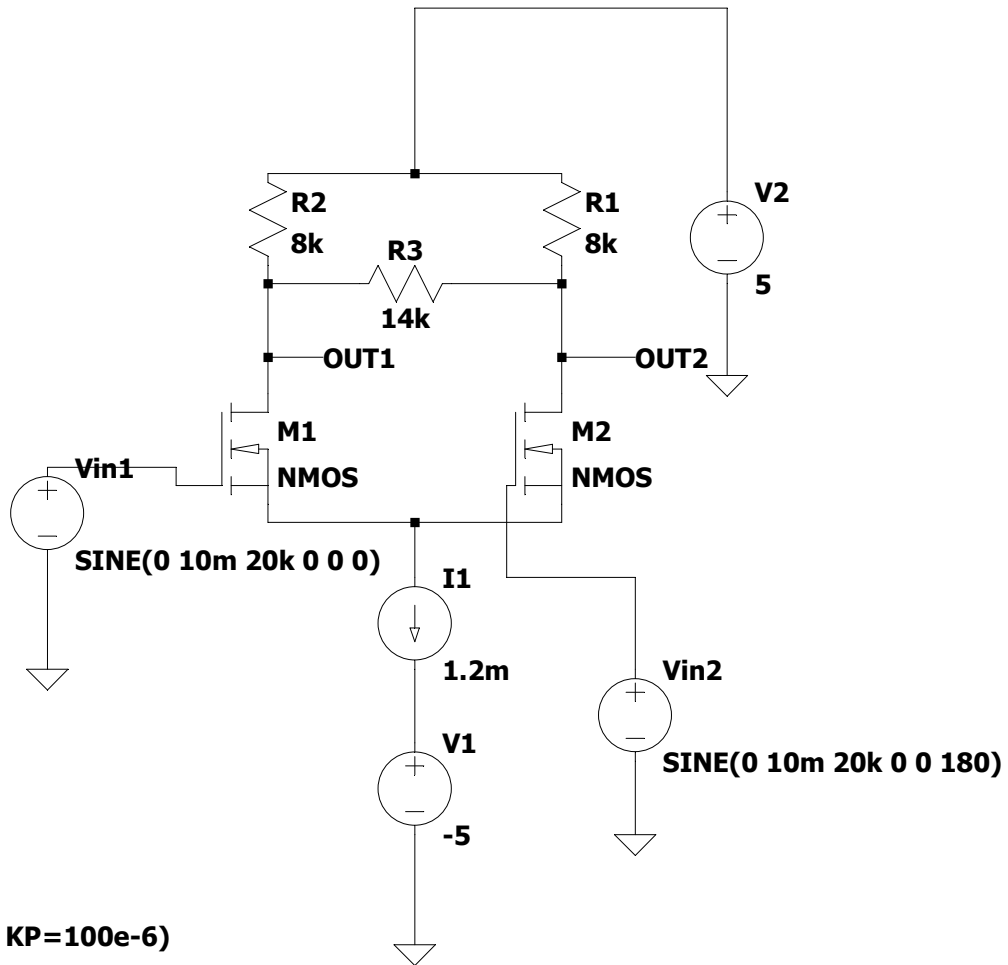 V2
5
R2
8k
R1
8k
R3
14k
OUT1
OUT2
M1
NMOS
M2
NMOS
Vin1
SINE(0 10m 20k 0 0 0)
I1
1.2m
Vin2
SINE(0 10m 20k 0 0 180)
V1
-5
KP=100e-6)